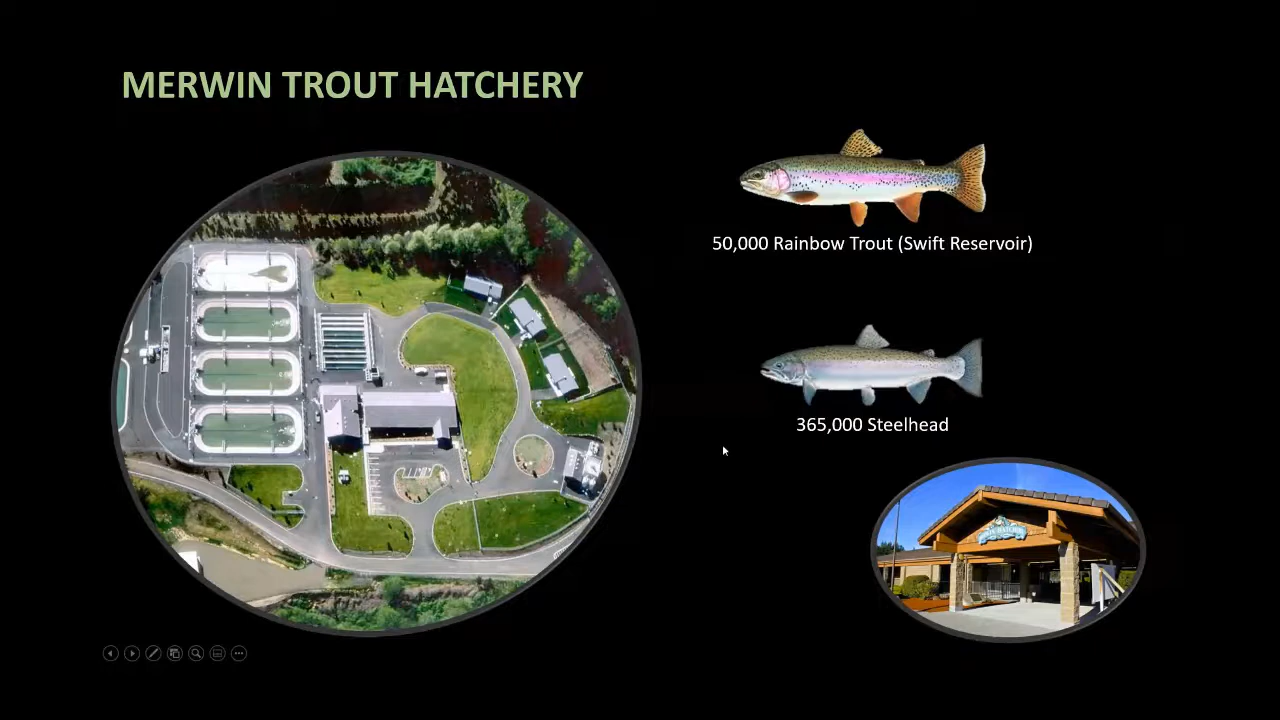 MERWIN TROUT HATCHERY
50,000 Rainbow Trout (Swift Reservoir)
365,000 Steelhead